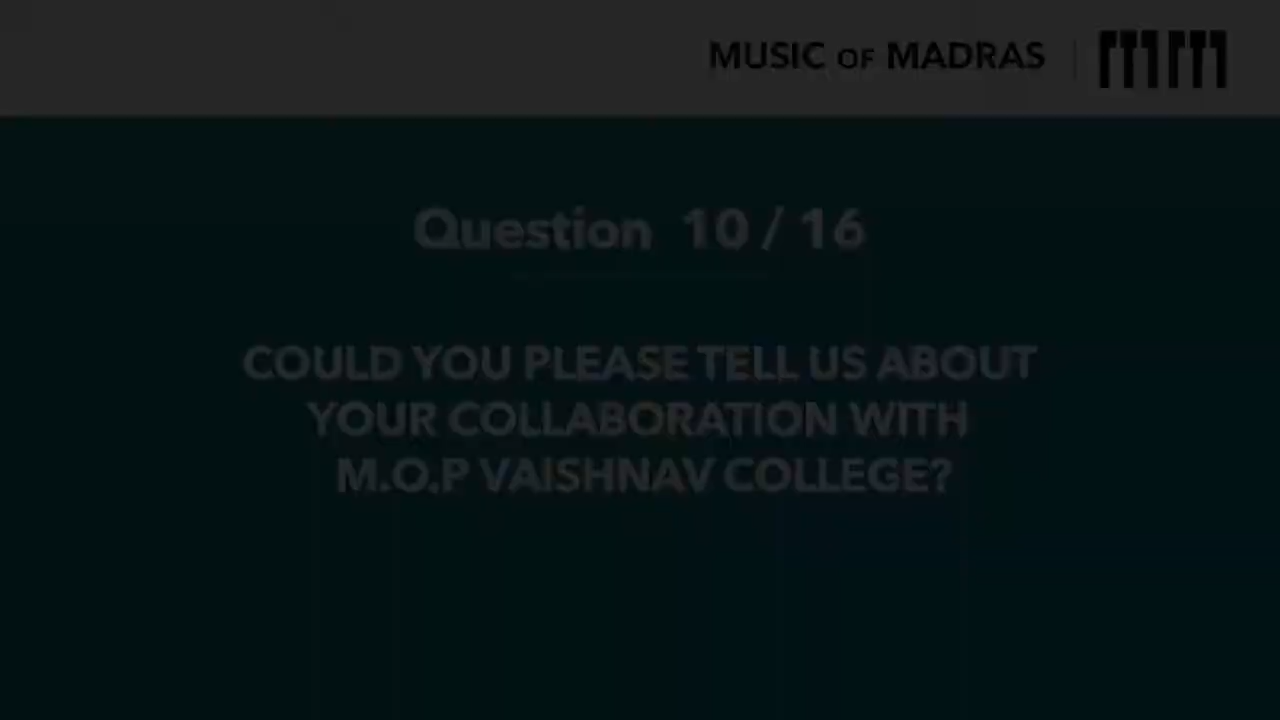 MUSIC OF MADRAS
Question 10 / 16
COULD YOU PLEASE TELL US ABOUT
YOUR COLLABORATION WITH
M.O.P VAISHNAV COLLEGE?